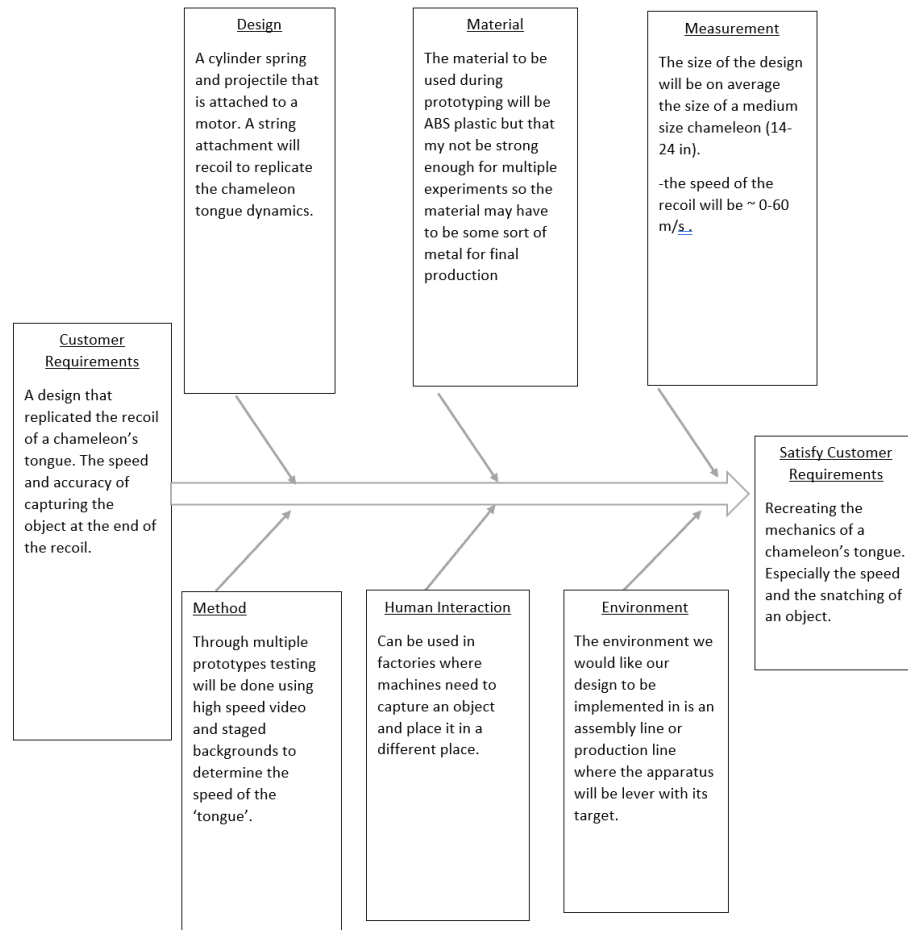 Design
A cylinder spring
and projectile that
is attached to a
motor. A string
attachment will
recoil to replicate
the chameleon
tongue dynamics.
Material
The material to be
used during
prototyping will be
ABS plastic but that
my not be strong
enough for multiple
experiments so the
material may have
to be some sort of
metal for final
production
Measurement
The size of the design
will be on average
the size of a medium
size chameleon (14-
24 in).
-the speed of the
recoil will be ~ 0-60
m/s .
Customer
Requirements
A design that
replicated the recoil
of a chameleon’s
tongue. The speed
and accuracy of
capturing the
object at the end of
the recoil.
Satisfy Customer
Requirements
Recreating the
mechanics of a
chameleon’s tongue.
Especially the speed
and the snatching of
an object.
Method
Through multiple
prototypes testing
will be done using
high speed video
and staged
backgrounds to
determine the
speed of the
‘tongue’.
Human Interaction
Can be used in
factories where
machines need to
capture an object
and place it in a
different place.
Environment
The environment we
would like our
design to be
implemented in is an
assembly line or
production line
where the apparatus
will be lever with its
target.